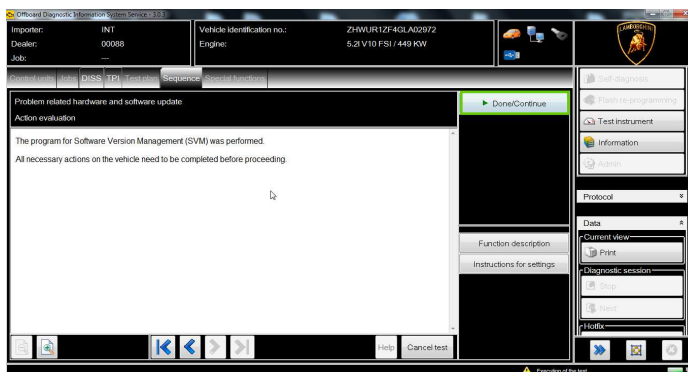 Offboard Diagnostic Information System Service - 3.0.3
Importer: INT
Dealer: 00088
Job: ---
Vehicle identification no.: ZHWUR1ZF4GLA02972
Engine: 5.2l V10 FSI / 449 KW
LAMBORGHINI
Control units Jobs DISS TPI Test plan Sequence Special functions
Problem related hardware and software update
Action evaluation
The program for Software Version Management (SVM) was performed.
All necessary actions on the vehicle need to be completed before proceeding.
Done/Continue
Function description
Instructions for settings
Help
Cancel test
Self-diagnosis
Flash re-programming
Test instrument
Information
Admin
Protocol
Data
Current view
Print
Diagnostic session
Stop
Next
Hotfix
Execution of the test